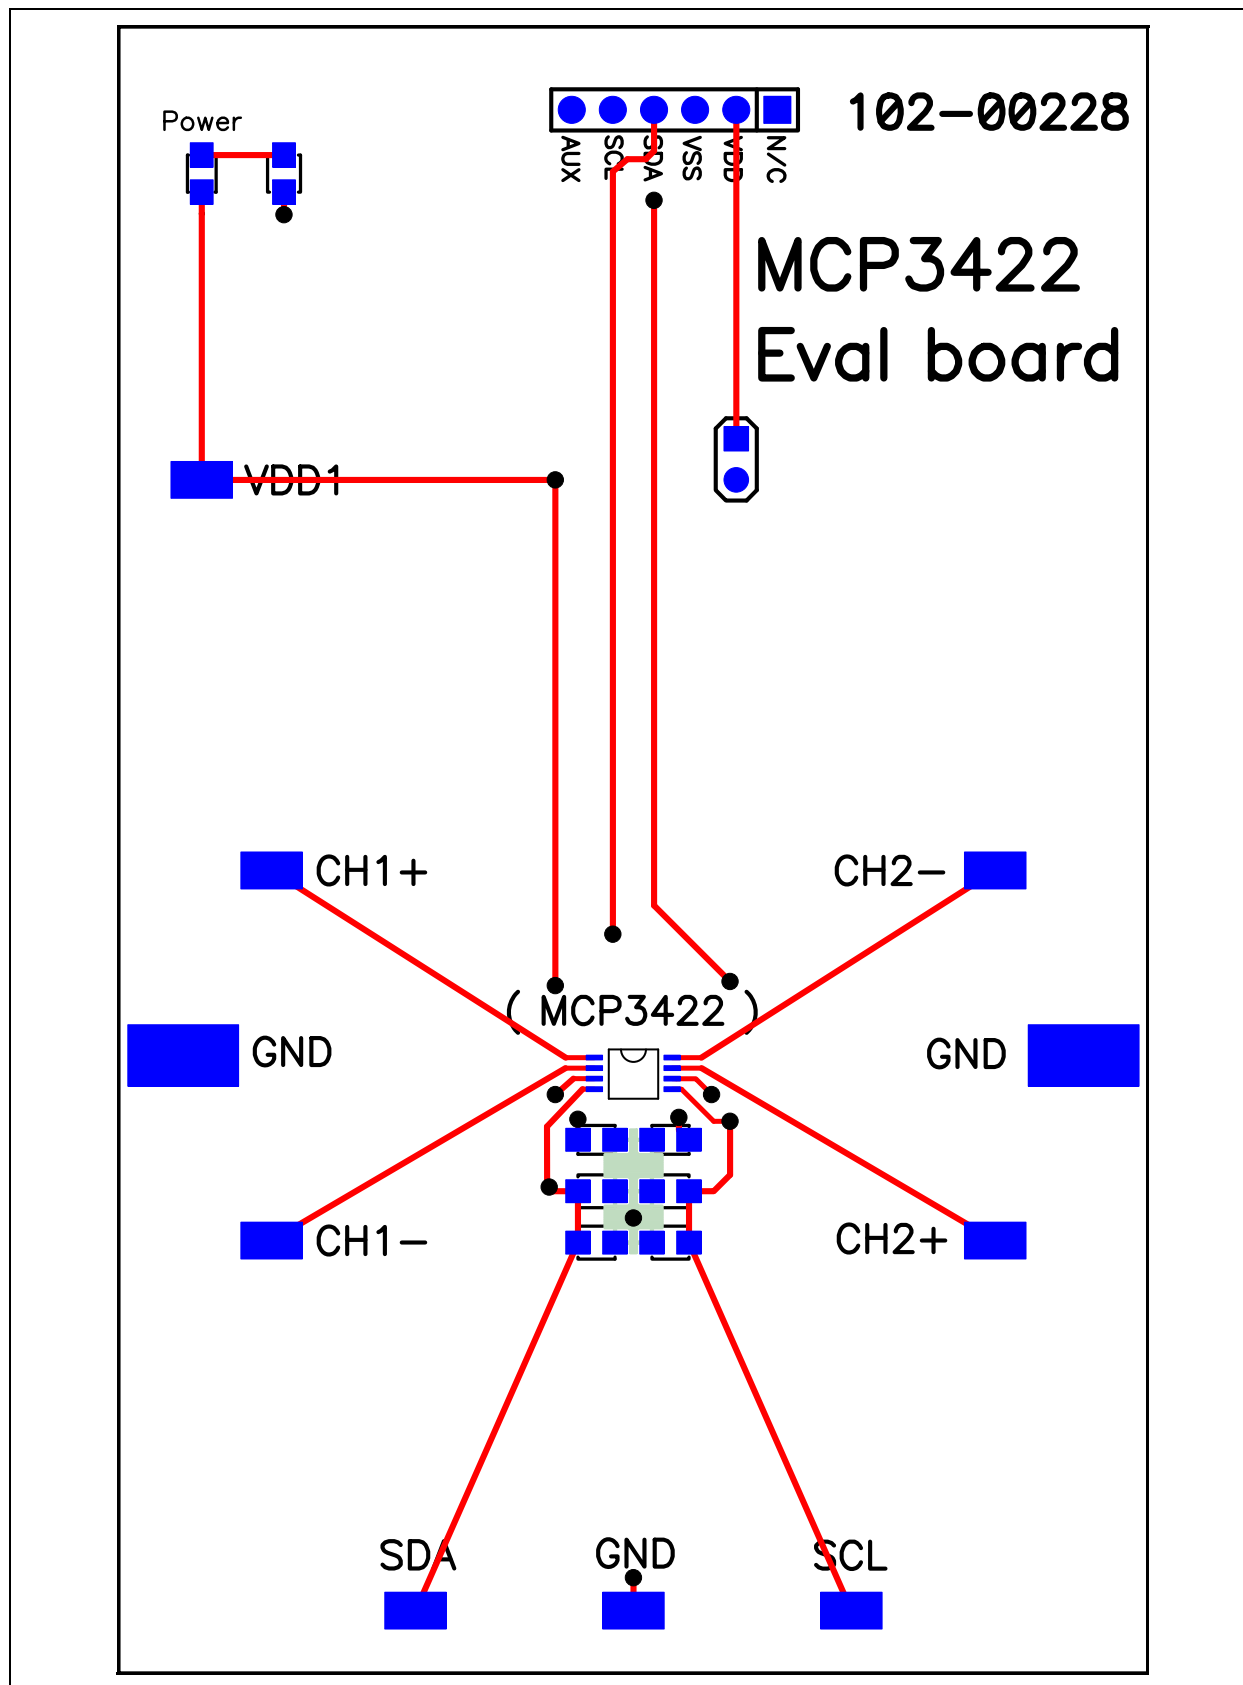 102-00228
Power
AUX
SCL
SDA
VSS
VDD
N/C
MCP3422
Eval board
VDD1
CH1+
CH2-
( MCP3422 )
GND
GND
CH1-
CH2+
SDA
GND
SCL